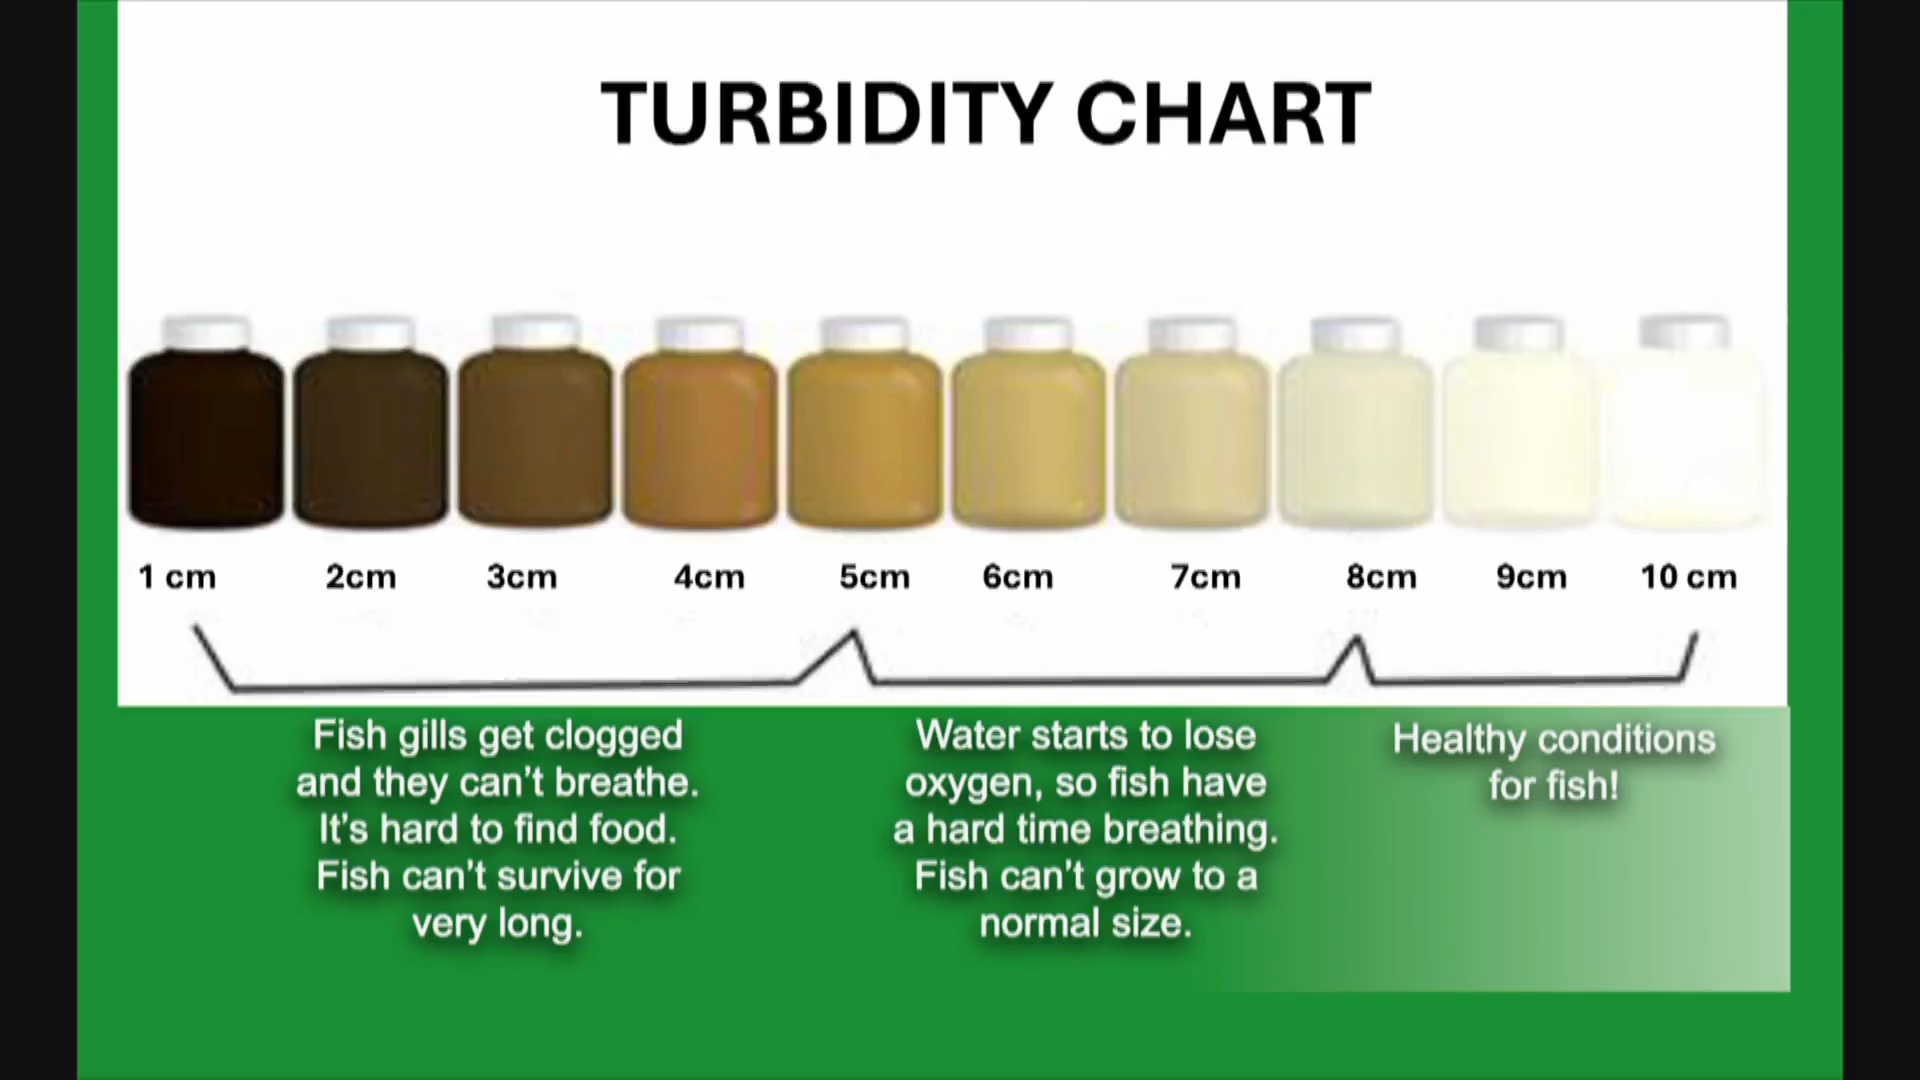 TURBIDITY CHART
1 cm 2cm 3cm 4cm 5cm 6cm 7cm 8cm 9cm 10 cm
Fish gills get clogged
and they can’t breathe.
It’s hard to find food.
Fish can’t survive for
very long.
Water starts to lose
oxygen, so fish have
a hard time breathing.
Fish can’t grow to a
normal size.
Healthy conditions
for fish!